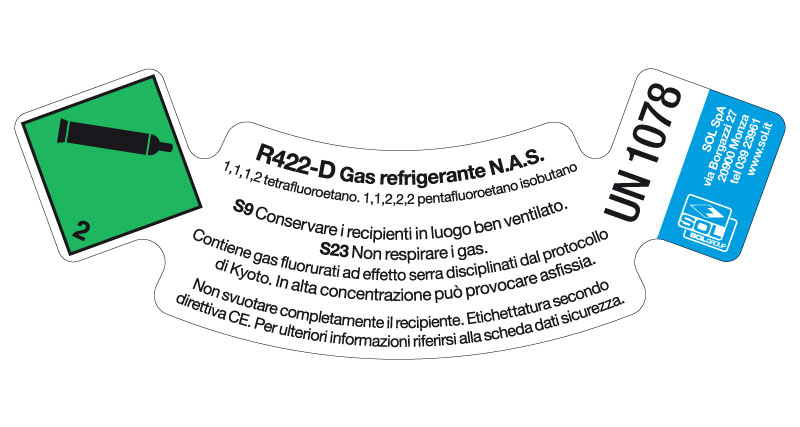 2
R422-D Gas refrigerante N.A.S.
1,1,1,2 tetrafluoroetano. 1,1,2,2,2 pentafluoroetano isobutano
S9 Conservare i recipienti in luogo ben ventilato.
S23 Non respirare i gas.
Contiene gas fluorurati ad effetto serra disciplinati dal protocollo
di Kyoto. In alta concentrazione può provocare asfissia.
Non svuotare completamente il recipiente. Etichettatura secondo
direttiva CE. Per ulteriori informazioni riferirsi alla scheda dati sicurezza.
UN 1078
SOL SpA
via Borgazzi 27
20900 Monza
tel 039 23961
www.sol.it
SOL
SOLGROUP